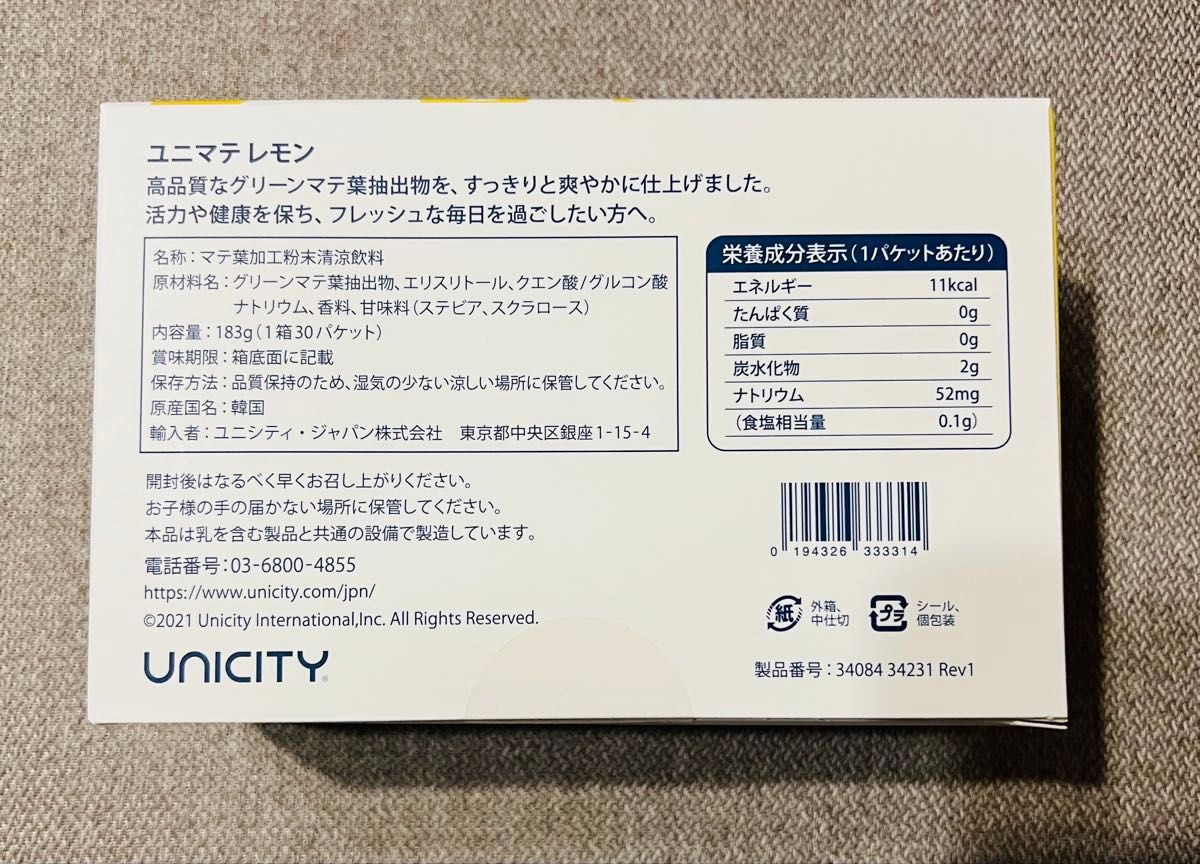 ユニマテ レモン
高品質なグリーンマテ葉抽出物を、すっきりと爽やかに仕上げました。
活力や健康を保ち、フレッシュな毎日を過ごしたい方へ。
名称：マテ葉加工粉末清涼飲料
原材料名：グリーンマテ葉抽出物、エリスリトール、クエン酸/グルコン酸
ナトリウム、香料、甘味料（ステビア、スクラロース）
内容量：183g（1箱30パケット）
賞味期限：箱底面に記載
保存方法：品質保持のため、湿気の少ない涼しい場所に保管してください。
原産国名：韓国
輸入者：ユニシティ・ジャパン株式会社　東京都中央区銀座1-15-4
栄養成分表示（1パケットあたり）
エネルギー 11kcal
たんぱく質 0g
脂質 0g
炭水化物 2g
ナトリウム 52mg
（食塩相当量 0.1g）
開封後はなるべく早くお召し上がりください。
お子様の手の届かない場所に保管してください。
本品は乳を含む製品と共通の設備で製造しています。
電話番号：03-6800-4855
https://www.unicity.com/jpn/
©2021 Unicity International,Inc. All Rights Reserved.
UNICITY®
0 194326 333314
紙 外箱、
中仕切
プラ シール、
個包装
製品番号：34084 34231 Rev1